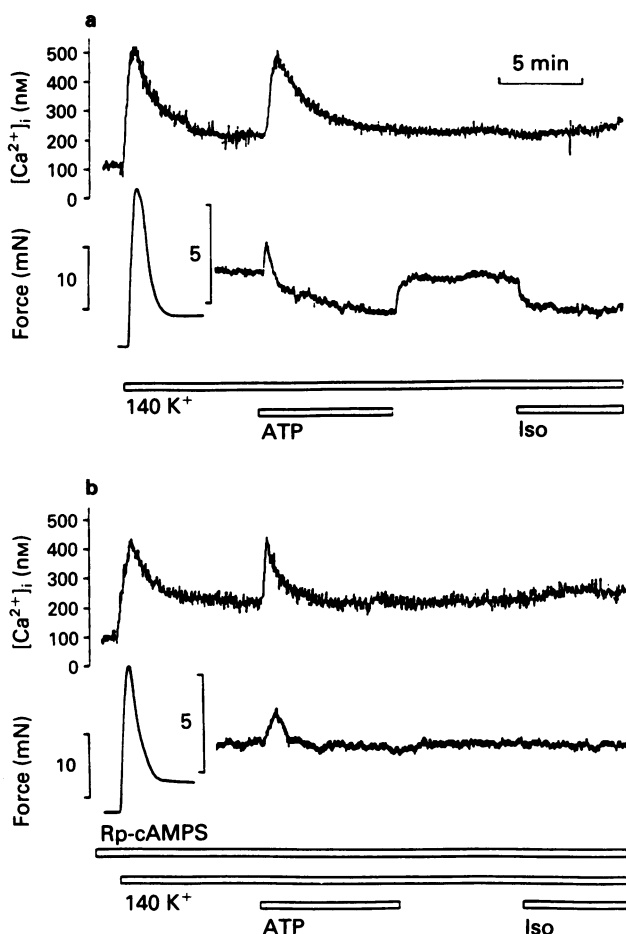 a
500
400
300
200
100
0
[Ca²⁺]ᵢ (nM)
5 min
Force (mN)
10
5
140 K⁺
ATP
Iso
b
500
400
300
200
100
0
[Ca²⁺]ᵢ (nM)
Force (mN)
10
5
Rp-cAMPS
140 K⁺
ATP
Iso